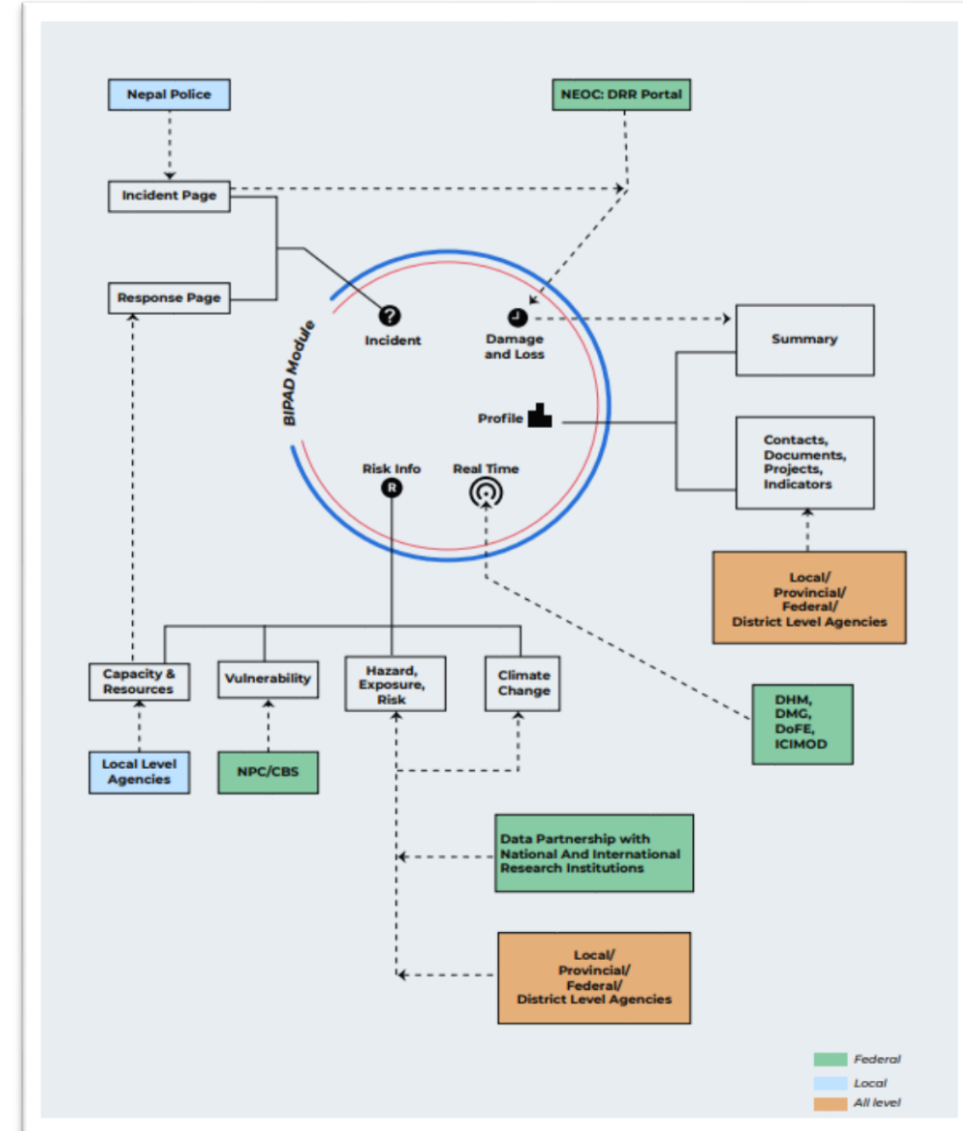 Nepal Police
NEOC: DRR Portal
Incident Page
Response Page
BIPAD Module
Incident
Damage
and Loss
Summary
Profile
Contacts,
Documents,
Projects,
Indicators
Risk Info
Real Time
Local/
Provincial/
Federal/
District Level Agencies
Capacity &
Resources
Vulnerability
Hazard,
Exposure,
Risk
Climate
Change
DHM,
DMG,
DoFE,
ICIMOD
Local Level
Agencies
NPC/CBS
Data Partnership with
National And International
Research Institutions
Local/
Provincial/
Federal/
District Level Agencies
Federal
Local
All level
?
R